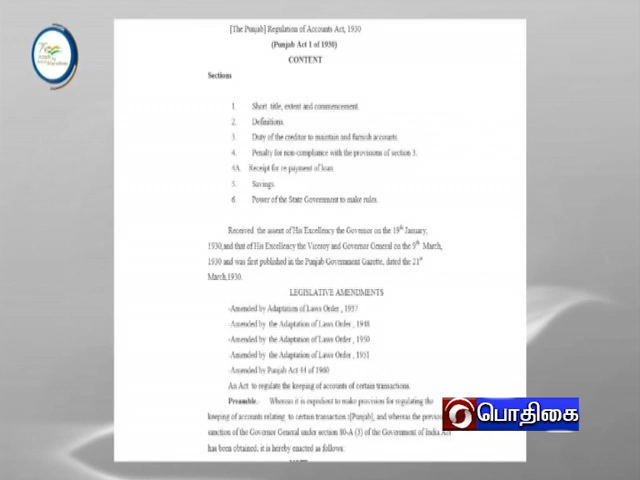 [The Punjab] Regulation of Accounts Act, 1930
(Punjab Act 1 of 1930)
CONTENT
Sections
1. Short title, extent and commencement.
2. Definitions.
3. Duty of the creditor to maintain and furnish accounts.
4. Penalty for non-compliance with the provisions of section 3.
4A. Receipt for re payment of loan.
5. Savings.
6. Power of the State Government to make rules.
Received the assent of His Excellency the Governor on the 19th January,
1930,and that of His Excellency the Viceroy and Governor General on the 9th March,
1930 and was first published in the Punjab Government Gazette, dated the 21st
March,1930.
LEGISLATIVE AMENDMENTS
-Amended by Adaptation of Laws Order , 1937
-Amended by the Adaptation of Laws Order , 1948
-Amended by the Adaptation of Laws Order , 1950
-Amended by the Adaptation of Laws Order , 1951
-Amended by Punjab Act 44 of 1960
An Act to regulate the keeping of accounts of certain transactions.
Preamble.- Whereas it is expedient to make provision for regulating the
keeping of accounts relating to certain transaction [Punjab], and whereas the previ
sanction of the Governor General under section 80-A (3) of the Government of India Act
has been obtained, it is hereby enacted as follows:
பொதிகை